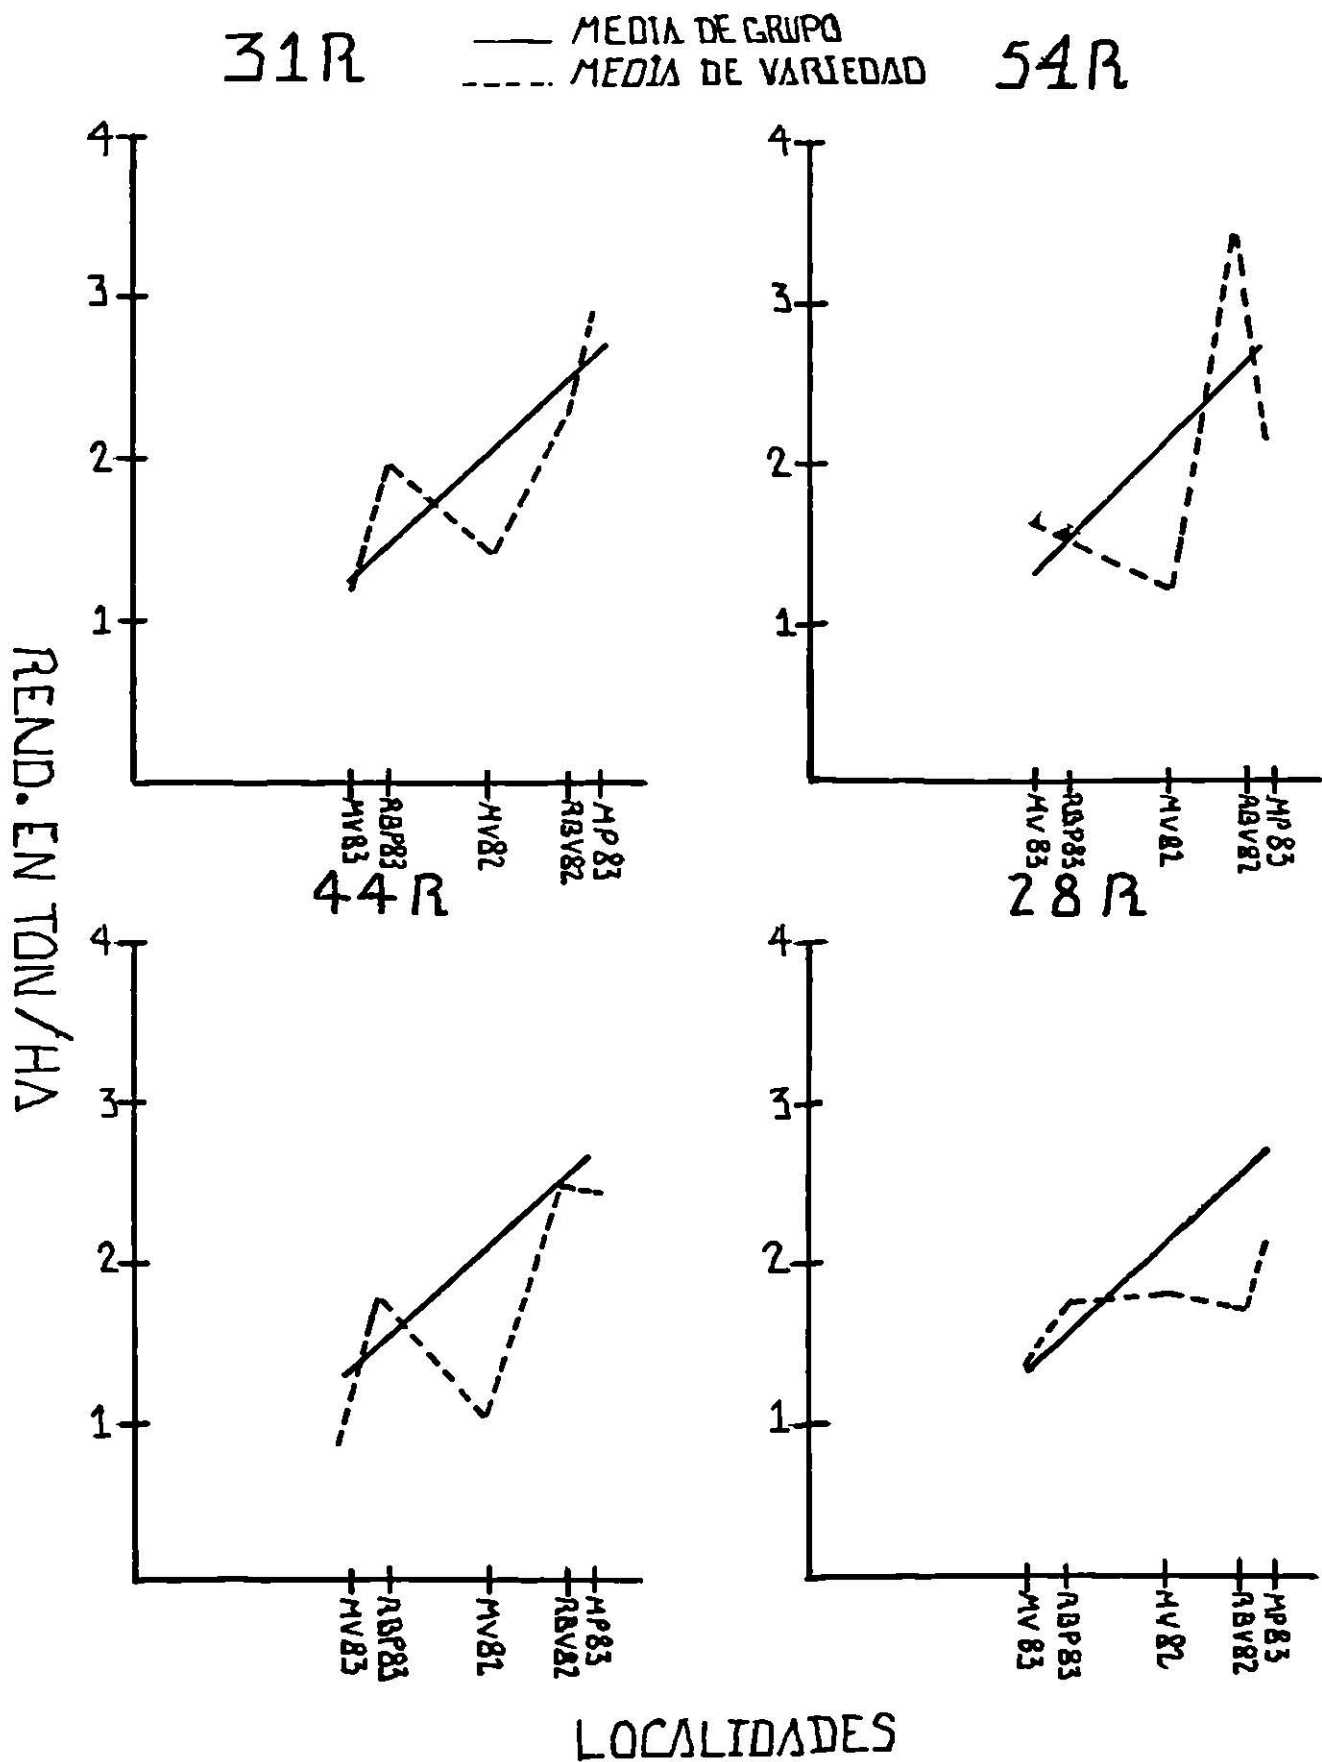 31R
MEDIA DE GRUPO
MEDIA DE VARIEDAD
54R
4
3
2
1
MV83
RBP83
MV82
RBV82
MP83
4
3
2
1
MV83
RBP83
MV82
RBV82
MP83
REND. EN TON/HA
44R
4
3
2
1
MV83
RBP83
MV82
RBV82
MP83
28R
4
3
2
1
MV83
RBP83
MV82
RBV82
MP83
LOCALIDADES